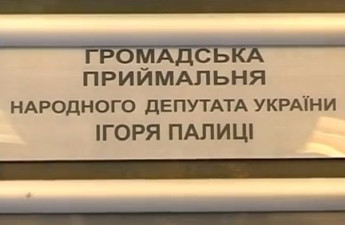 ГРОМАДСЬКА
ПРИЙМАЛЬНЯ
НАРОДНОГО ДЕПУТАТА УКРАЇНИ
ІГОРЯ ПАЛИЦІ